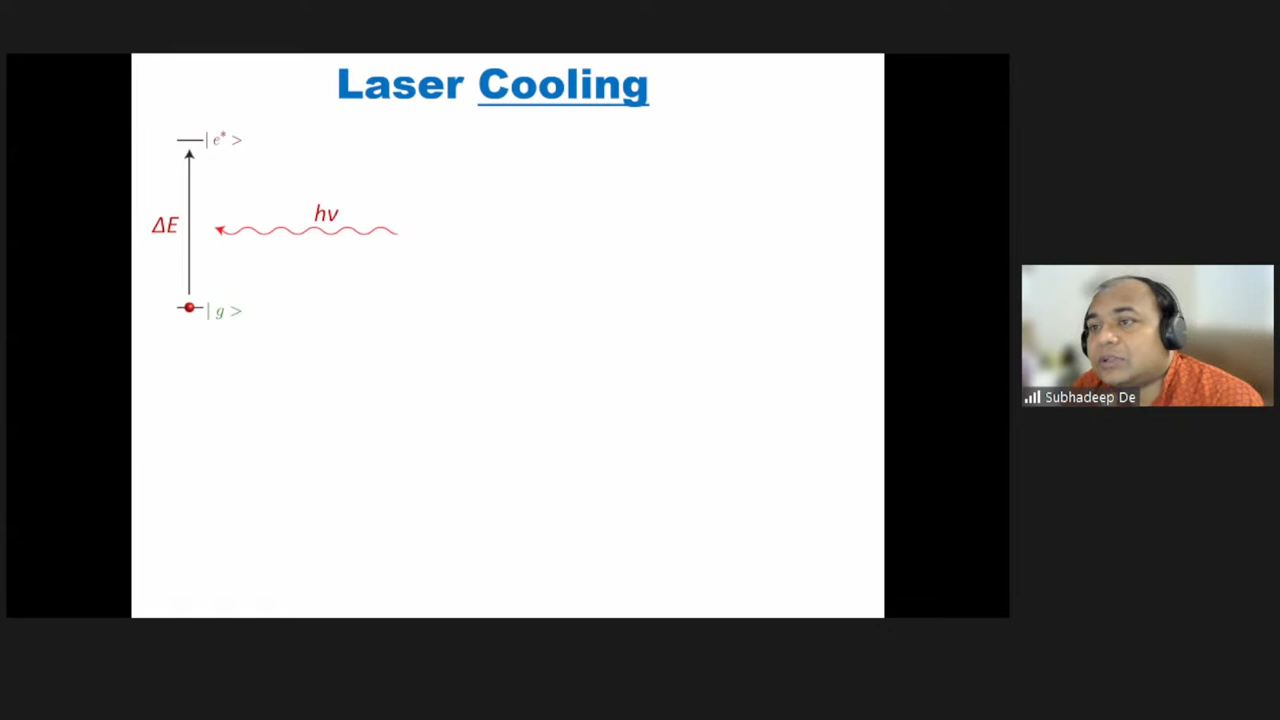 Laser Cooling
| e* >
hν
ΔE
| g >
Subhadeep De